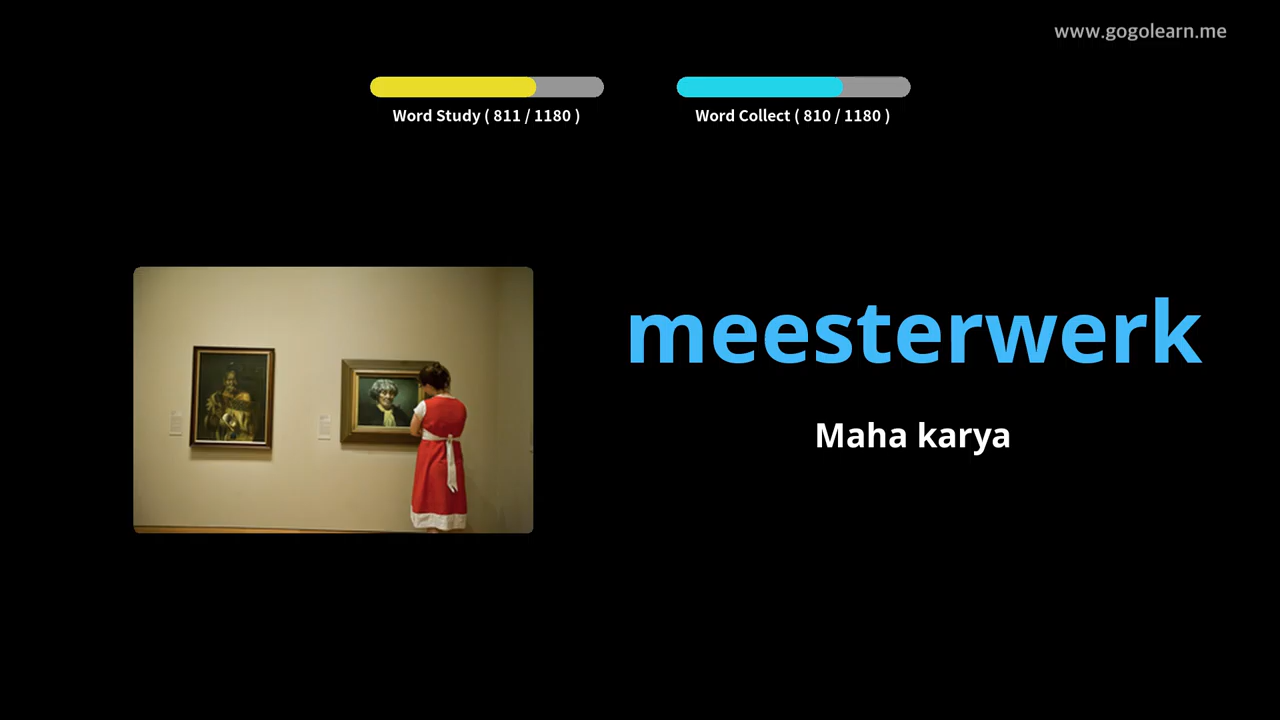 www.gogolearn.me
Word Study ( 811 / 1180 )
Word Collect ( 810 / 1180 )
meesterwerk
Maha karya